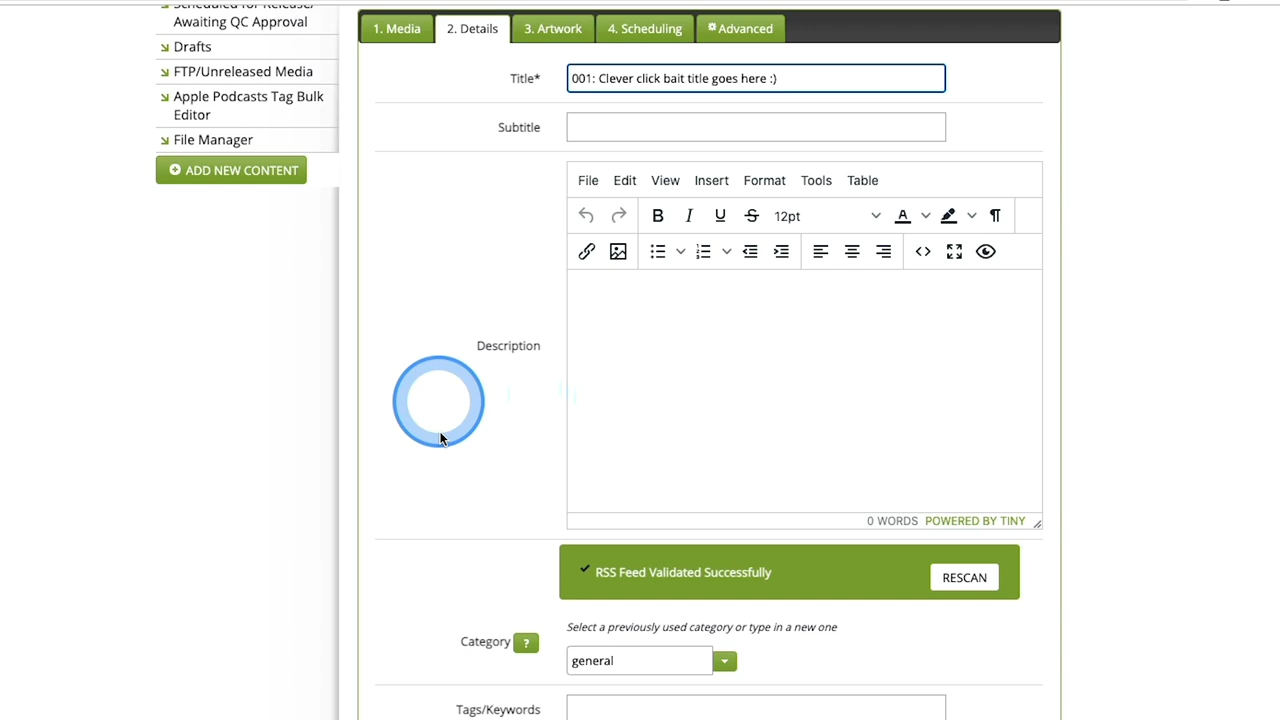 Scheduled for Release/
Awaiting QC Approval
Drafts
FTP/Unreleased Media
Apple Podcasts Tag Bulk
Editor
File Manager
ADD NEW CONTENT
1. Media
2. Details
3. Artwork
4. Scheduling
Advanced
Title*
001: Clever click bait title goes here :)
Subtitle
File Edit View Insert Format Tools Table
B I U S 12pt A ¶
Description
0 WORDS POWERED BY TINY
RSS Feed Validated Successfully
RESCAN
Select a previously used category or type in a new one
Category ?
general
Tags/Keywords